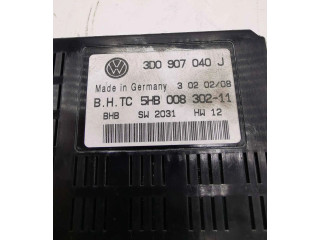 3D0 907 040 J
Made in Germany 3 02 02/08
B.H.TC 5HB 008 302-11
BHB SW 2031 HW 12